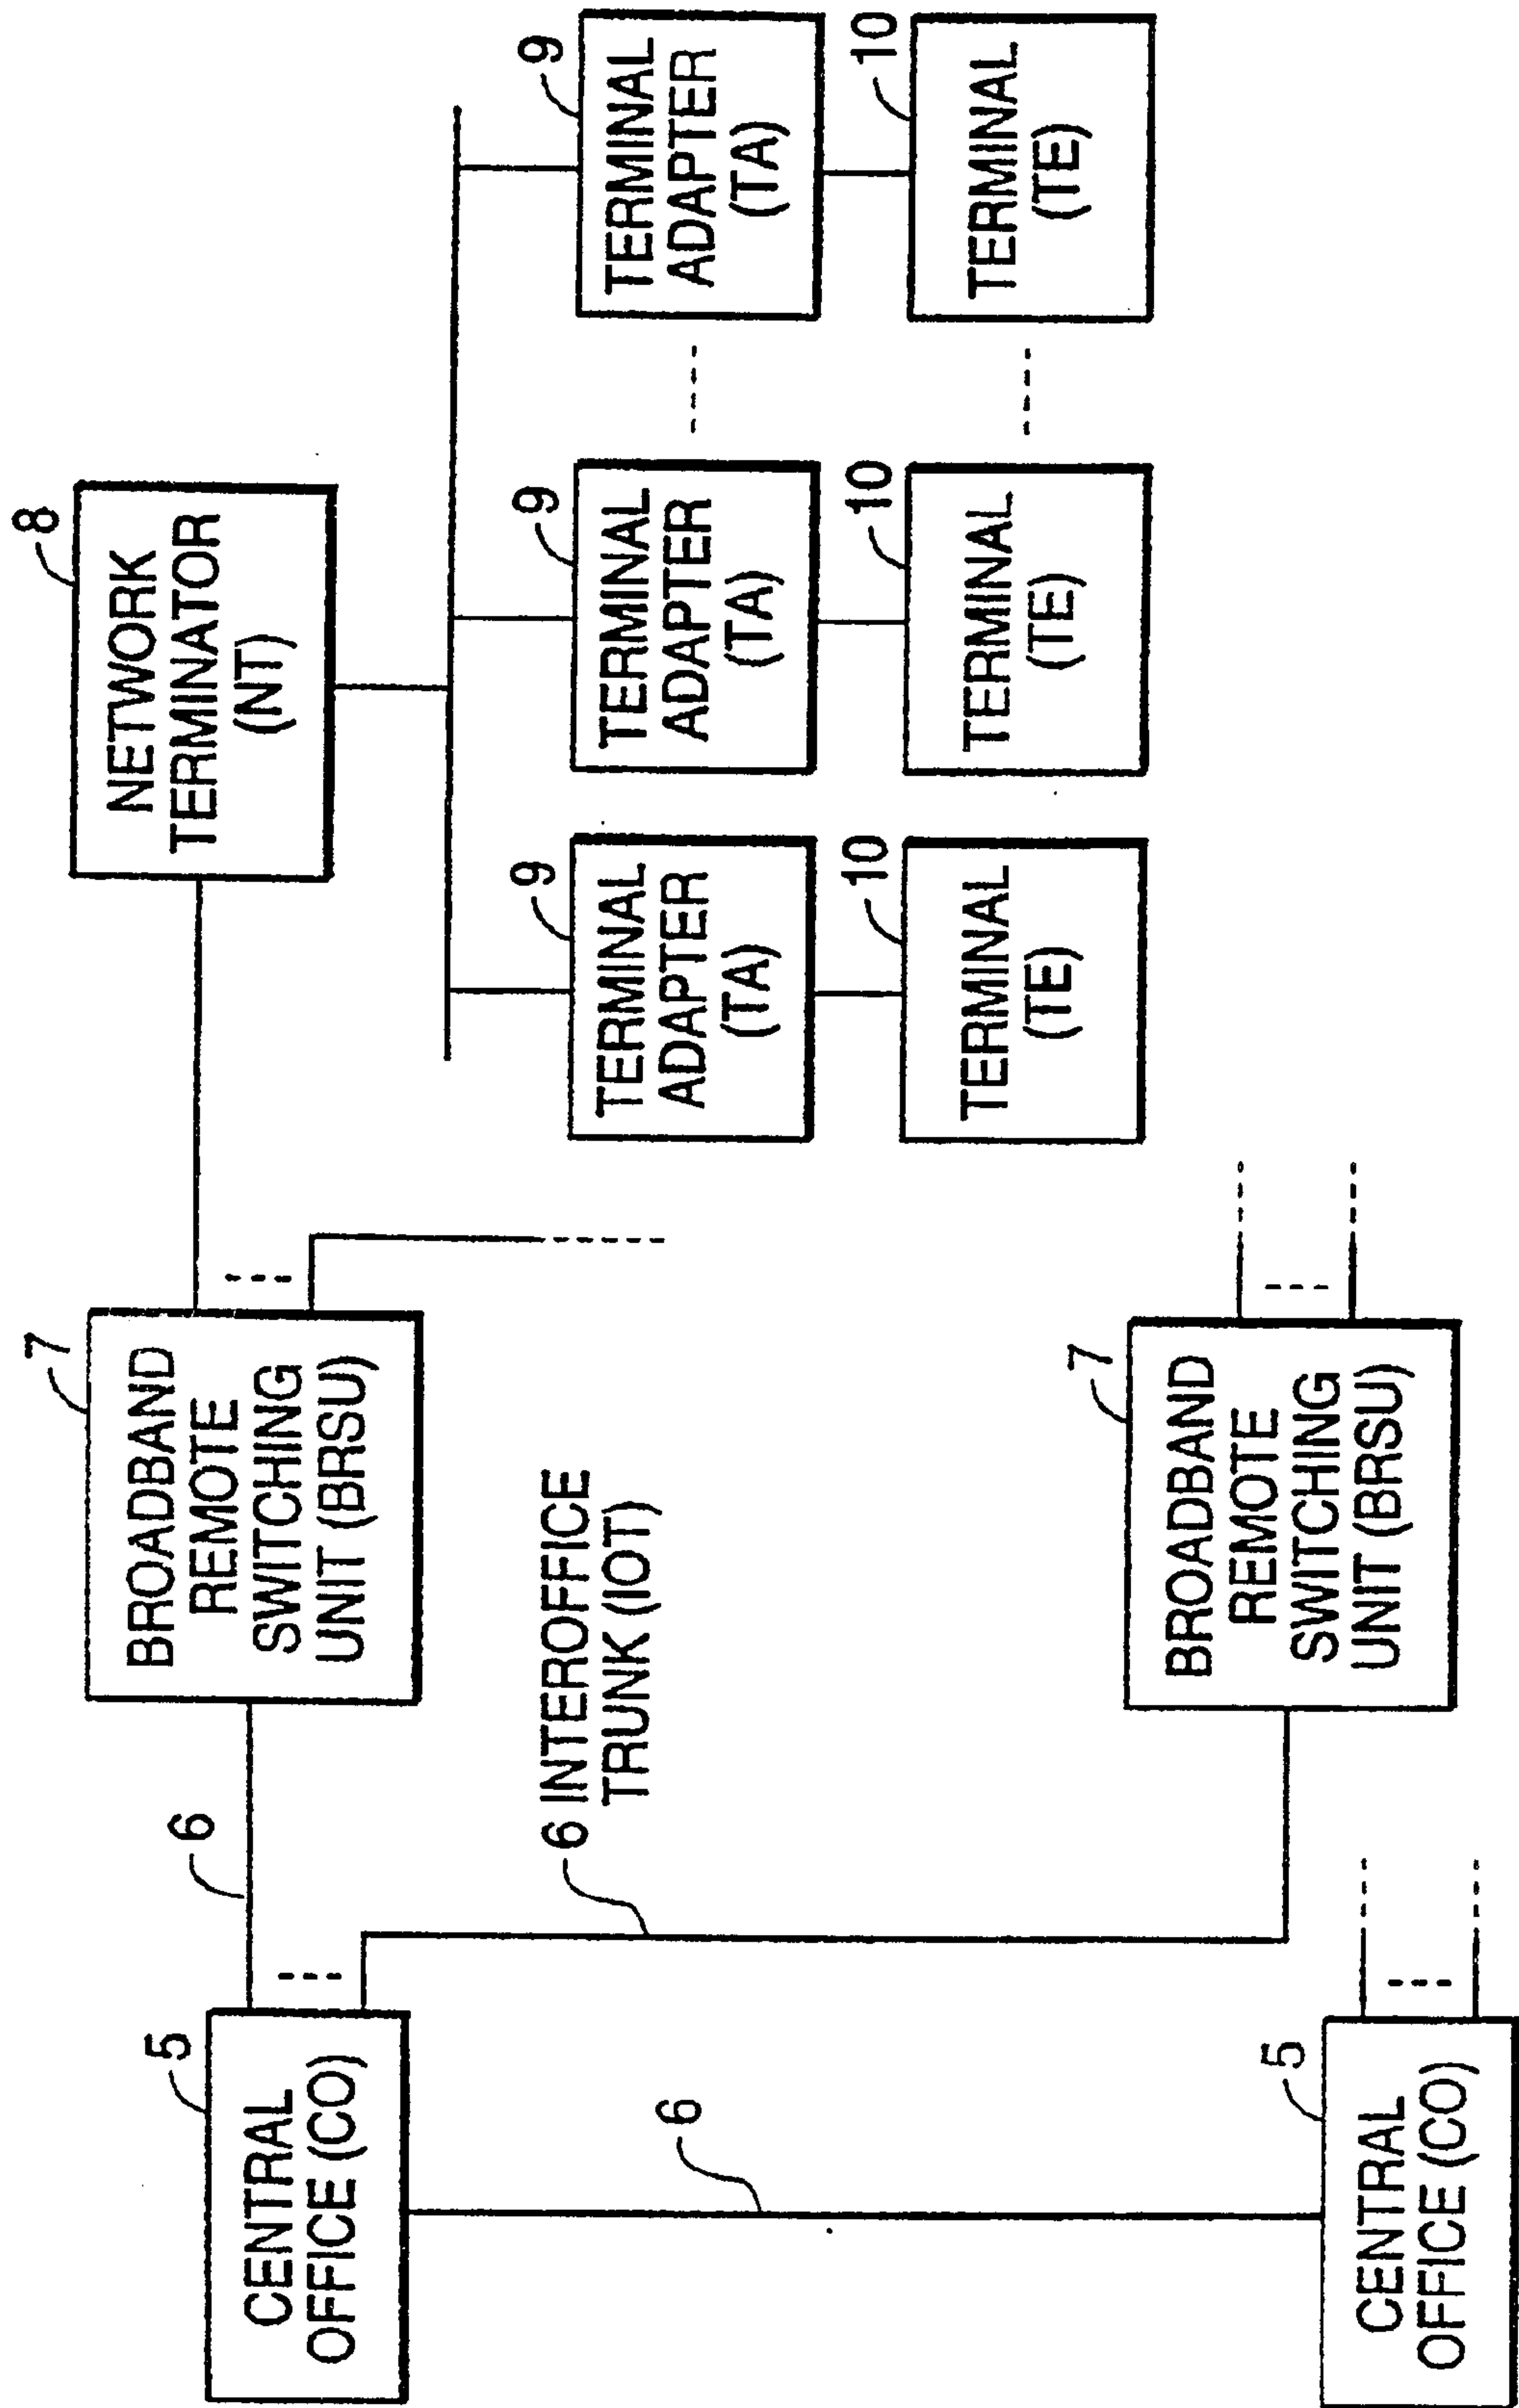 5
CENTRAL
OFFICE (CO)
6
7
BROADBAND
REMOTE
SWITCHING
UNIT (BRSU)
8
NETWORK
TERMINATOR
(NT)
6 INTEROFFICE
TRUNK (IOT)
9
TERMINAL
ADAPTER
(TA)
9
TERMINAL
ADAPTER
(TA)
9
TERMINAL
ADAPTER
(TA)
10
TERMINAL
(TE)
10
TERMINAL
(TE)
10
TERMINAL
(TE)
6
7
BROADBAND
REMOTE
SWITCHING
UNIT (BRSU)
5
CENTRAL
OFFICE (CO)